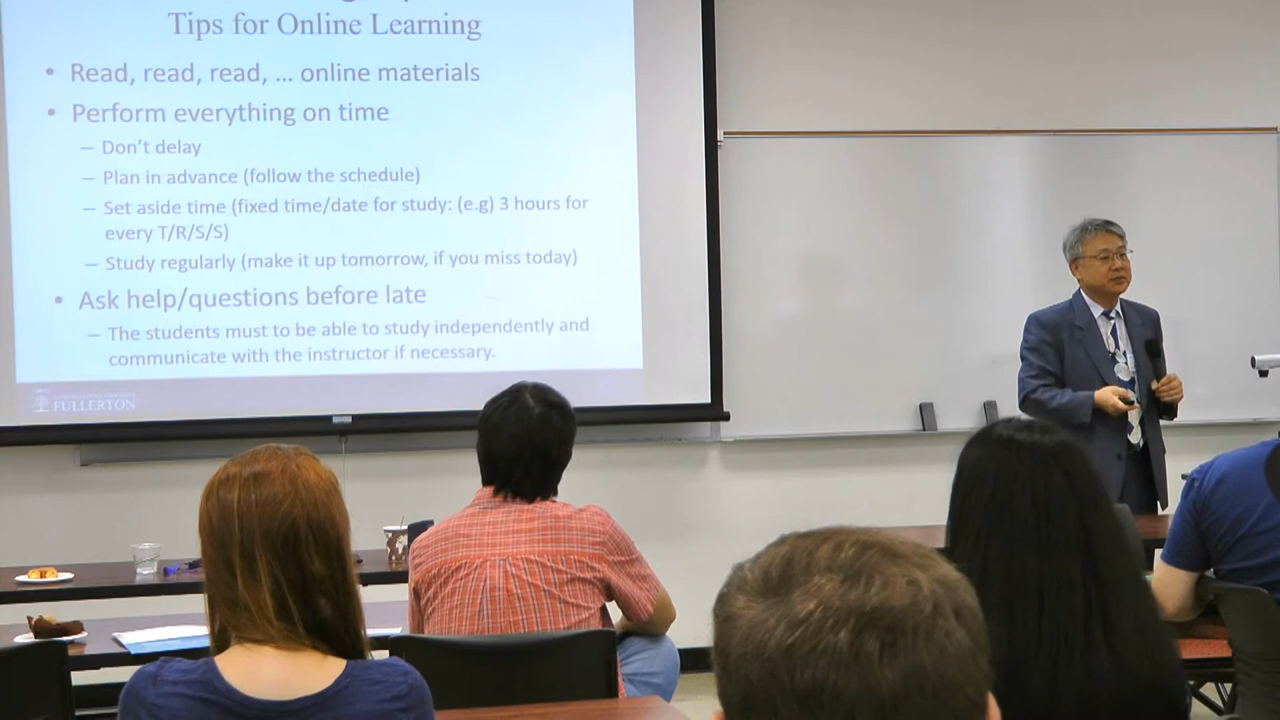 Tips for Online Learning
• Read, read, read, ... online materials
• Perform everything on time
– Don't delay
– Plan in advance (follow the schedule)
– Set aside time (fixed time/date for study: (e.g) 3 hours for
every T/R/S/S)
– Study regularly (make it up tomorrow, if you miss today)
• Ask help/questions before late
– The students must to be able to study independently and
communicate with the instructor if necessary.
FULLERTON